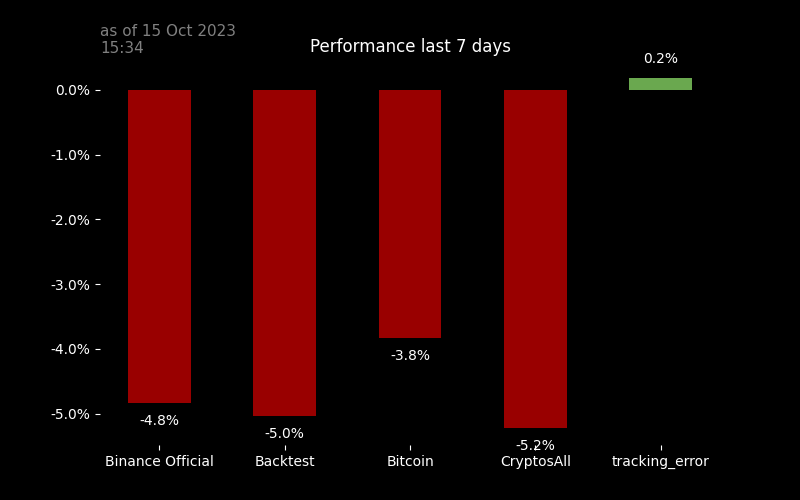 as of 15 Oct 2023
15:34
Performance last 7 days
0.2%
0.0%
-1.0%
-2.0%
-3.0%
-4.0%
-5.0%
-4.8%
-5.0%
-3.8%
-5.2%
Binance Official
Backtest
Bitcoin
CryptosAll
tracking_error